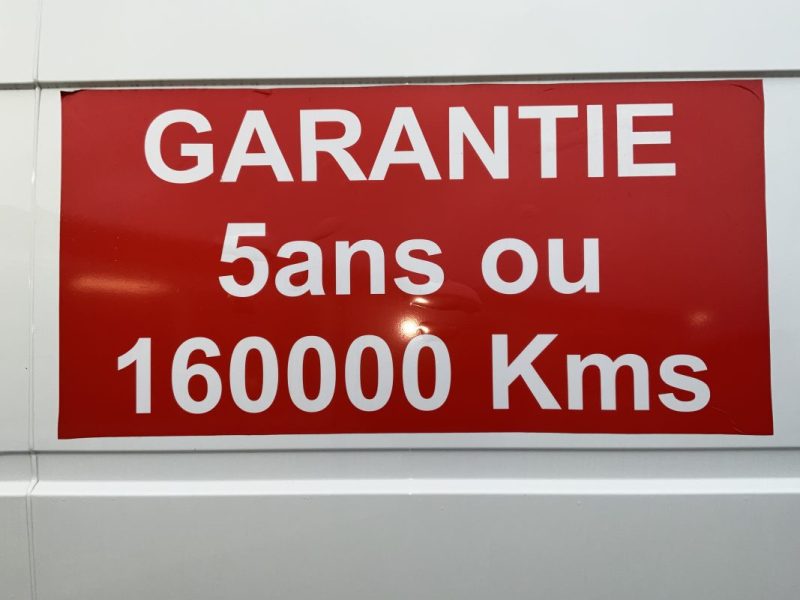 GARANTIE
5ans ou
160000 Kms